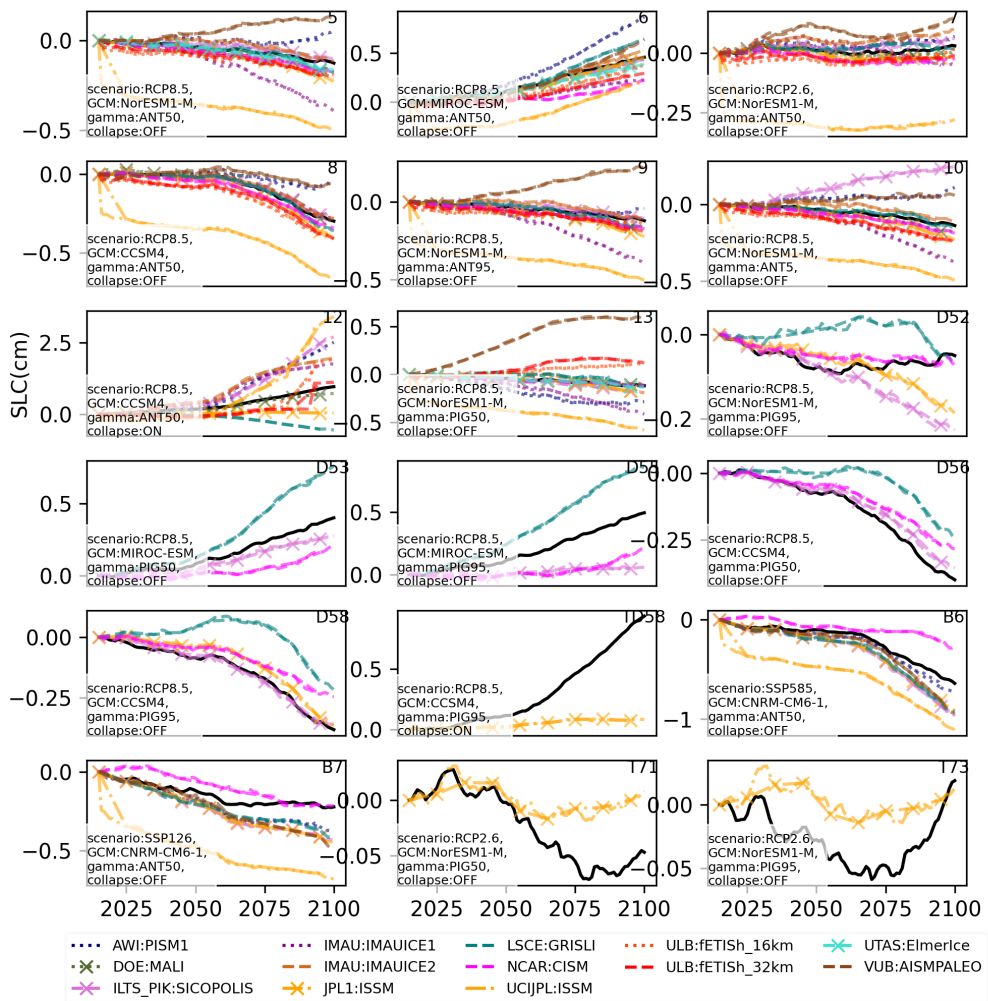 5 6 7
0.0 0.5 0.00
scenario:RCP8.5, scenario:RCP8.5, scenario:RCP2.6,
GCM:NorESM1-M, GCM:MIROC-ESM, GCM:NorESM1-M,
gamma:ANT50, gamma:ANT50, gamma:ANT50,
collapse:OFF collapse:OFF collapse:OFF
−0.5 0.0 −0.25
8 9 10
0.0 0.0 0.0
scenario:RCP8.5, scenario:RCP8.5, scenario:RCP8.5,
GCM:CCSM4, GCM:NorESM1-M, GCM:NorESM1-M,
gamma:ANT50, gamma:ANT95, gamma:ANT5,
collapse:OFF collapse:OFF collapse:OFF
−0.5 −0.5 −0.5
12 13 D52
2.5 0.5 0.0
scenario:RCP8.5, scenario:RCP8.5, scenario:RCP8.5,
GCM:CCSM4, GCM:NorESM1-M, GCM:NorESM1-M,
gamma:ANT50, gamma:PIG50, gamma:PIG95,
collapse:ON collapse:OFF collapse:OFF
0.0 0.0 −0.5 −0.2
SLC(cm)
D53 D55 D56
0.5 0.5 0.00
scenario:RCP8.5, scenario:RCP8.5, scenario:RCP8.5,
GCM:MIROC-ESM, GCM:MIROC-ESM, GCM:CCSM4,
gamma:PIG50, gamma:PIG95, gamma:PIG50,
collapse:OFF collapse:OFF collapse:OFF
0.0 0.0 −0.25
D58 TD58 B6
0.00 0.5 0
scenario:RCP8.5, scenario:RCP8.5, scenario:SSP585,
GCM:CCSM4, GCM:CCSM4, GCM:CNRM-CM6-1,
gamma:PIG95, gamma:PIG95, gamma:ANT50,
collapse:OFF collapse:ON collapse:OFF
−0.25 0.0 −1
B7 T71 T73
0.0 0.00 0.00
scenario:SSP126, scenario:RCP2.6, scenario:RCP2.6,
GCM:CNRM-CM6-1, GCM:NorESM1-M, GCM:NorESM1-M,
gamma:ANT50, gamma:PIG50, gamma:PIG95,
collapse:OFF collapse:OFF collapse:OFF
−0.5 −0.05 −0.05
2025 2050 2075 2100 2025 2050 2075 2100 2025 2050 2075 2100
AWI:PISM1 IMAU:IMAUICE1 LSCE:GRISLI ULB:fETISh_16km UTAS:ElmerIce
DOE:MALI IMAU:IMAUICE2 NCAR:CISM ULB:fETISh_32km VUB:AISMPALEO
ILTS_PIK:SICOPOLIS JPL1:ISSM UCIJPL:ISSM